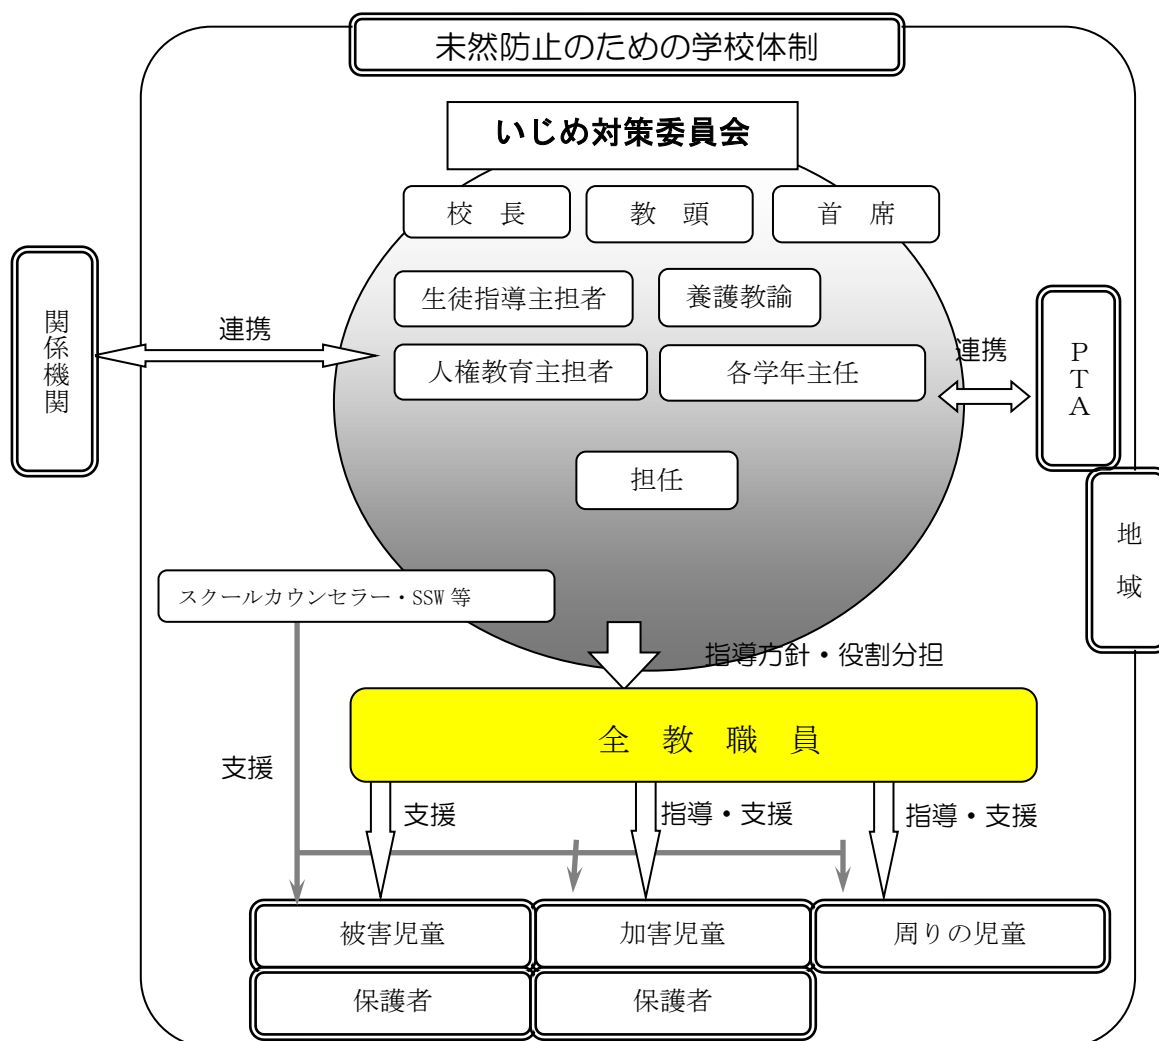 未然防止のための学校体制
いじめ対策委員会
校　長
教　頭
首　席
生徒指導主担者
養護教諭
人権教育主担者
各学年主任
担任
関係機関
連携
連携
PTA
地域
スクールカウンセラー・SSW 等
指導方針・役割分担
全　教　職　員
支援
支援
指導・支援
指導・支援
被害児童
加害児童
周りの児童
保護者
保護者